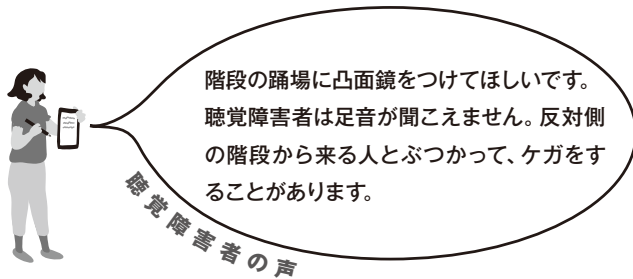 階段の踊場に凸面鏡をつけてほしいです。
聴覚障害者は足音が聞こえません。反対側
の階段から来る人とぶつかって、ケガをす
ることがあります。
聴覚障害者の声